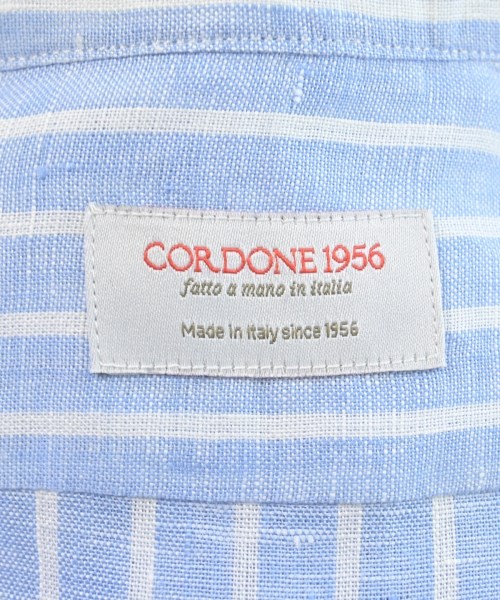 CORDONE 1956
fatto a mano in italia
Made in Italy since 1956